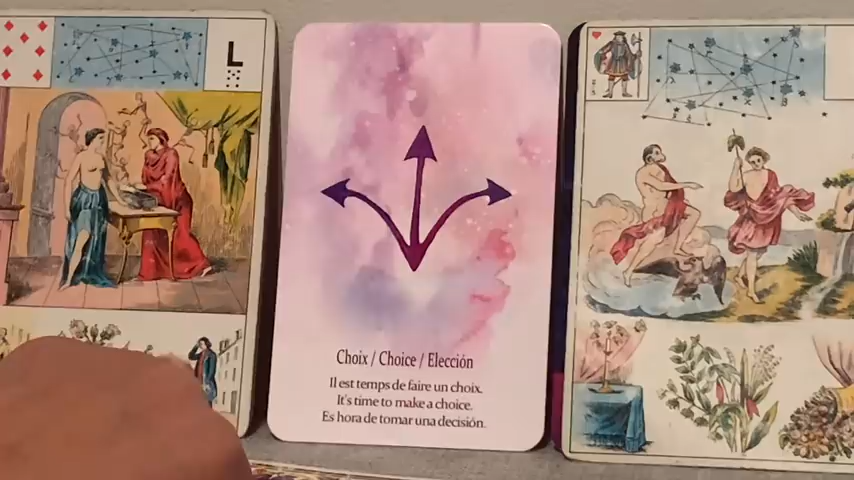 L
Choix / Choice / Elección
Il est temps de faire un choix.
It's time to make a choice.
Es hora de tomar una decisión.